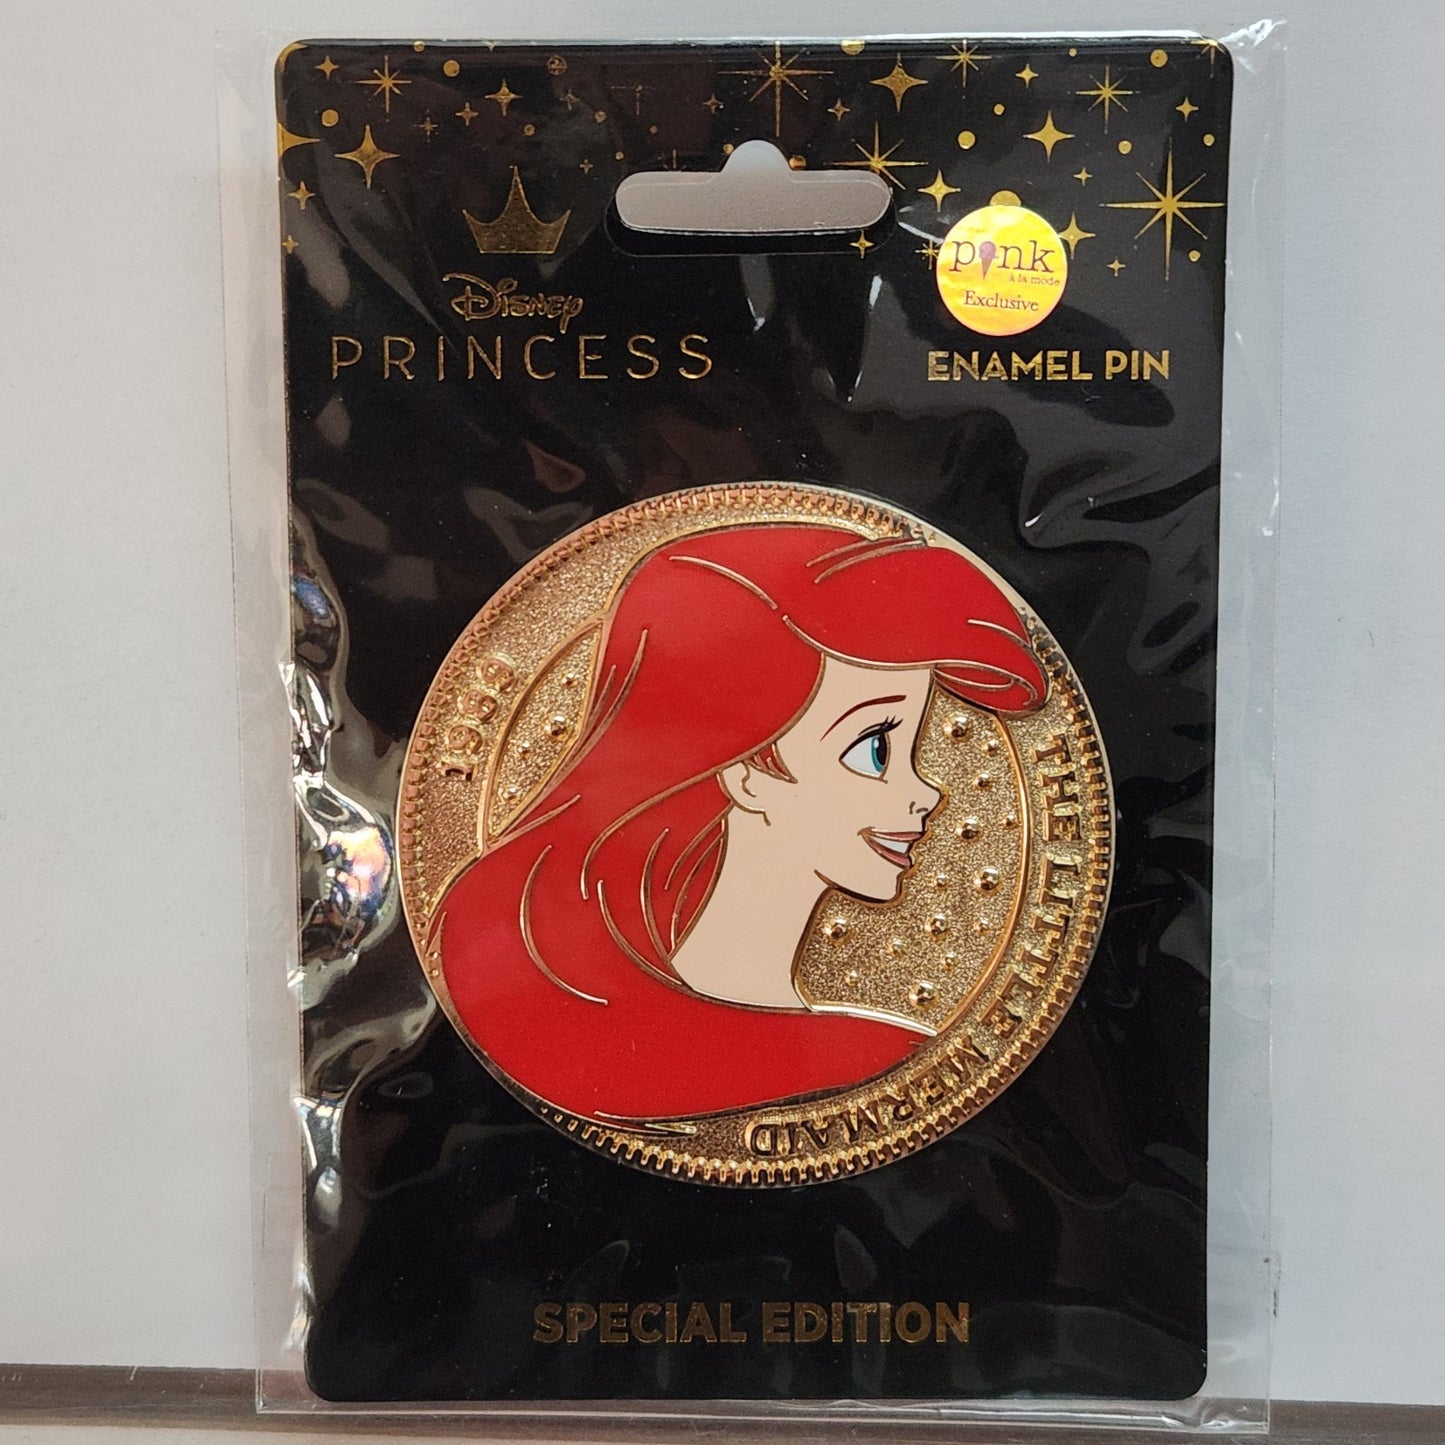 Disney
PRINCESS
pink
à la mode
Exclusive
ENAMEL PIN
1989
THE LITTLE MERMAID
SPECIAL EDITION